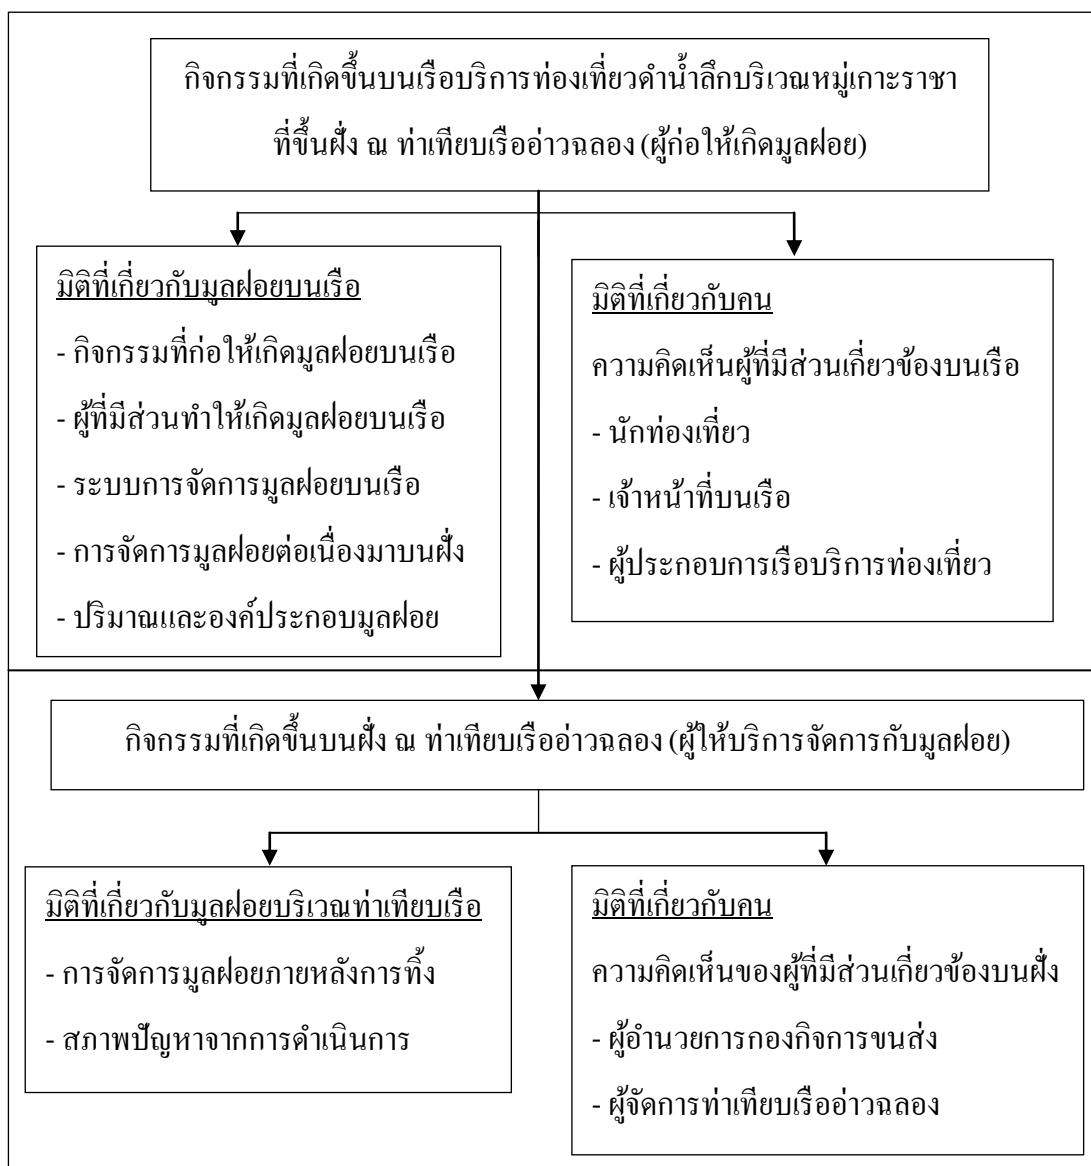 กิจกรรมที่เกิดขึ้นบนเรือบริการท่องเที่ยวดำน้ำลึกบริเวณหมู่เกาะราชา
ที่ขึ้นฝั่ง ณ ท่าเทียบเรืออ่าวฉลอง (ผู้ก่อให้เกิดมูลฝอย)
มิติที่เกี่ยวกับมูลฝอยบนเรือ
- กิจกรรมที่ก่อให้เกิดมูลฝอยบนเรือ
- ผู้ที่มีส่วนทำให้เกิดมูลฝอยบนเรือ
- ระบบการจัดการมูลฝอยบนเรือ
- การจัดการมูลฝอยต่อเนื่องมาบนฝั่ง
- ปริมาณและองค์ประกอบมูลฝอย
มิติที่เกี่ยวกับคน
ความคิดเห็นผู้ที่มีส่วนเกี่ยวข้องบนเรือ
- นักท่องเที่ยว
- เจ้าหน้าที่บนเรือ
- ผู้ประกอบการเรือบริการท่องเที่ยว
กิจกรรมที่เกิดขึ้นบนฝั่ง ณ ท่าเทียบเรืออ่าวฉลอง (ผู้ให้บริการจัดการกับมูลฝอย)
มิติที่เกี่ยวกับมูลฝอยบริเวณท่าเทียบเรือ
- การจัดการมูลฝอยภายหลังการทิ้ง
- สภาพปัญหาจากการดำเนินการ
มิติที่เกี่ยวกับคน
ความคิดเห็นของผู้ที่มีส่วนเกี่ยวข้องบนฝั่ง
- ผู้อำนวยการกองกิจการขนส่ง
- ผู้จัดการท่าเทียบเรืออ่าวฉลอง